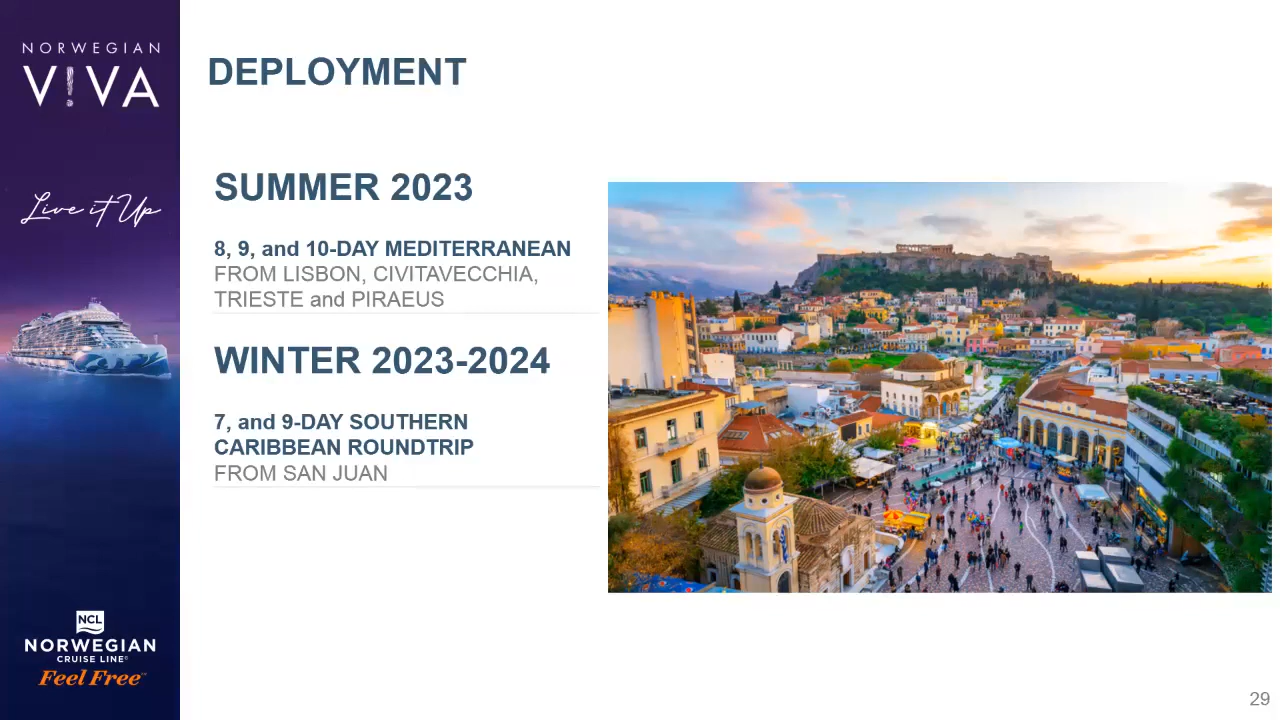 NORWEGIAN
V!VA
Live it Up
NCL
NORWEGIAN
CRUISE LINE®
Feel Free™
DEPLOYMENT
SUMMER 2023
8, 9, and 10-DAY MEDITERRANEAN
FROM LISBON, CIVITAVECCHIA,
TRIESTE and PIRAEUS
WINTER 2023-2024
7, and 9-DAY SOUTHERN
CARIBBEAN ROUNDTRIP
FROM SAN JUAN
29